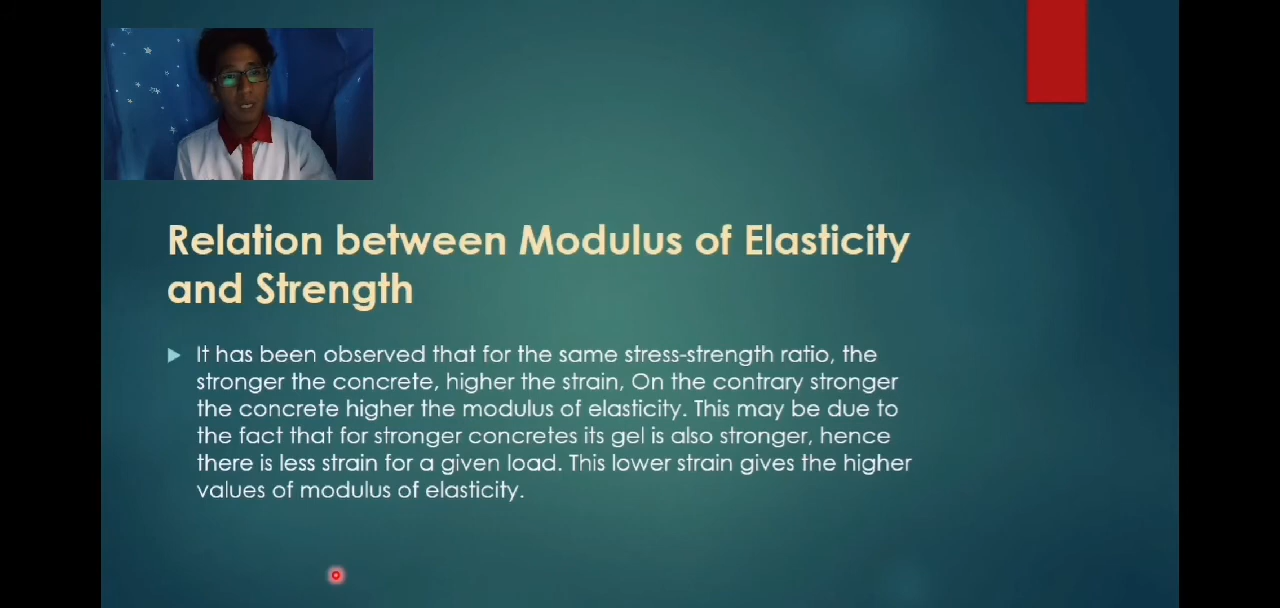 Relation between Modulus of Elasticity
and Strength
It has been observed that for the same stress-strength ratio, the
stronger the concrete, higher the strain, On the contrary stronger
the concrete higher the modulus of elasticity. This may be due to
the fact that for stronger concretes its gel is also stronger, hence
there is less strain for a given load. This lower strain gives the higher
values of modulus of elasticity.